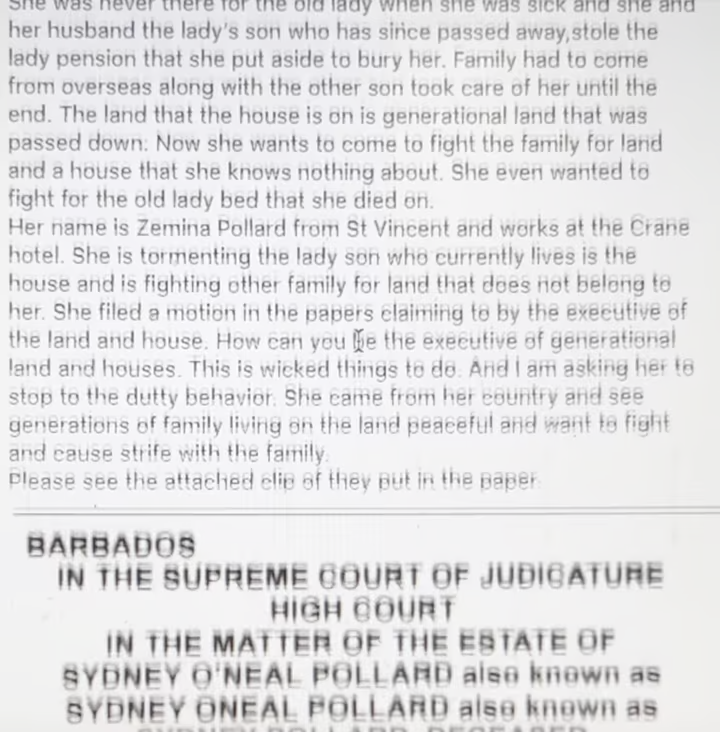 She was never there for the old lady when she was sick and she and
her husband the lady's son who has since passed away,stole the
lady pension that she put aside to bury her. Family had to come
from overseas along with the other son took care of her until the
end. The land that the house is on is generational land that was
passed down. Now she wants to come to fight the family for land
and a house that she knows nothing about. She even wanted to
fight for the old lady bed that she died on.
Her name is Zemina Pollard from St Vincent and works at the Crane
hotel. She is tormenting the lady son who currently lives is the
house and is fighting other family for land that does not belong to
her. She filed a motion in the papers claiming to by the executive of
the land and house. How can you be the executive of generational
land and houses. This is wicked things to do. And I am asking her to
stop to the dutty behavior. She came from her country and see
generations of family living on the land peaceful and want to fight
and cause strife with the family.
Please see the attached clip of they put in the paper
BARBADOS
IN THE SUPREME COURT OF JUDICATURE
HIGH COURT
IN THE MATTER OF THE ESTATE OF
SYDNEY O'NEAL POLLARD also known as
SYDNEY ONEAL POLLARD also known as
SYDNEY POLLARD, DECEASED